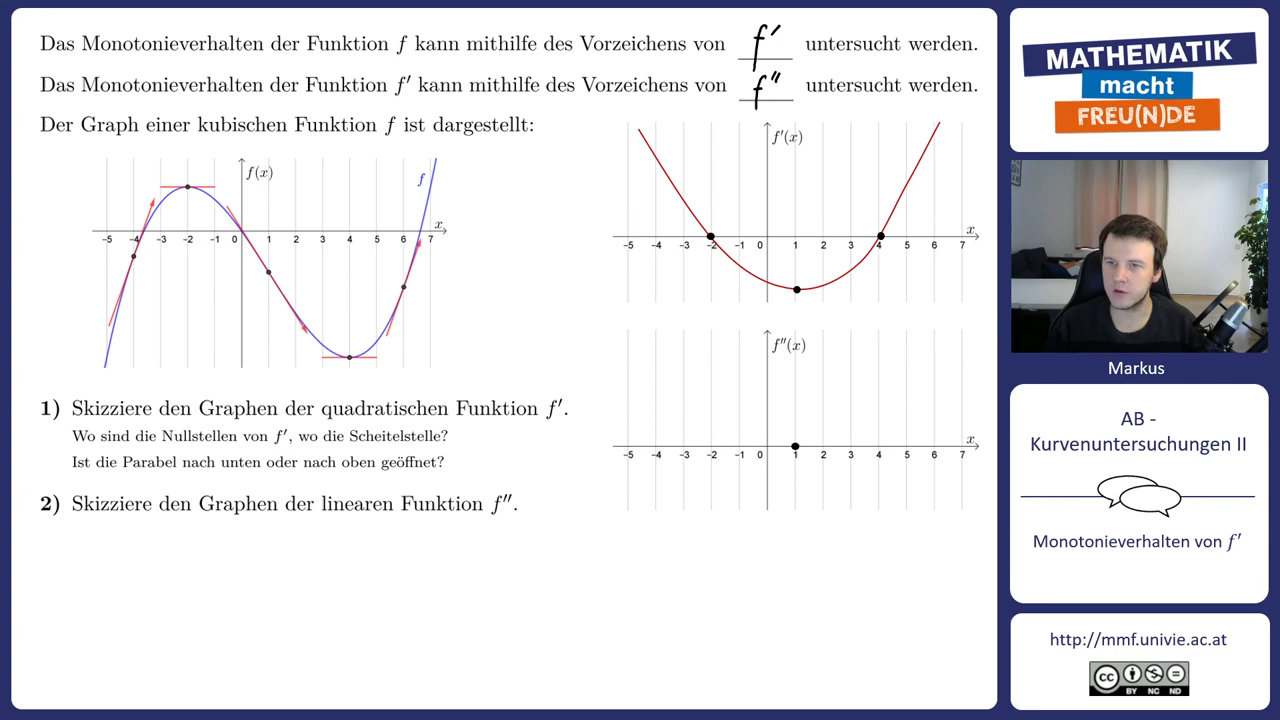 Das Monotonieverhalten der Funktion f kann mithilfe des Vorzeichens von f′ untersucht werden.
Das Monotonieverhalten der Funktion f′ kann mithilfe des Vorzeichens von f″ untersucht werden.
Der Graph einer kubischen Funktion f ist dargestellt:
f(x)
f
x
-5 -4 -3 -2 -1 0 1 2 3 4 5 6 7
f′(x)
x
-5 -4 -3 -2 -1 0 1 2 3 4 5 6 7
f″(x)
x
-5 -4 -3 -2 -1 0 1 2 3 4 5 6 7
1) Skizziere den Graphen der quadratischen Funktion f′.
Wo sind die Nullstellen von f′, wo die Scheitelstelle?
Ist die Parabel nach unten oder nach oben geöffnet?
2) Skizziere den Graphen der linearen Funktion f″.
MATHEMATIK
macht
FREU(N)DE
Markus
AB -
Kurvenuntersuchungen II
Monotonieverhalten von f′
http://mmf.univie.ac.at
cc
BY NC ND